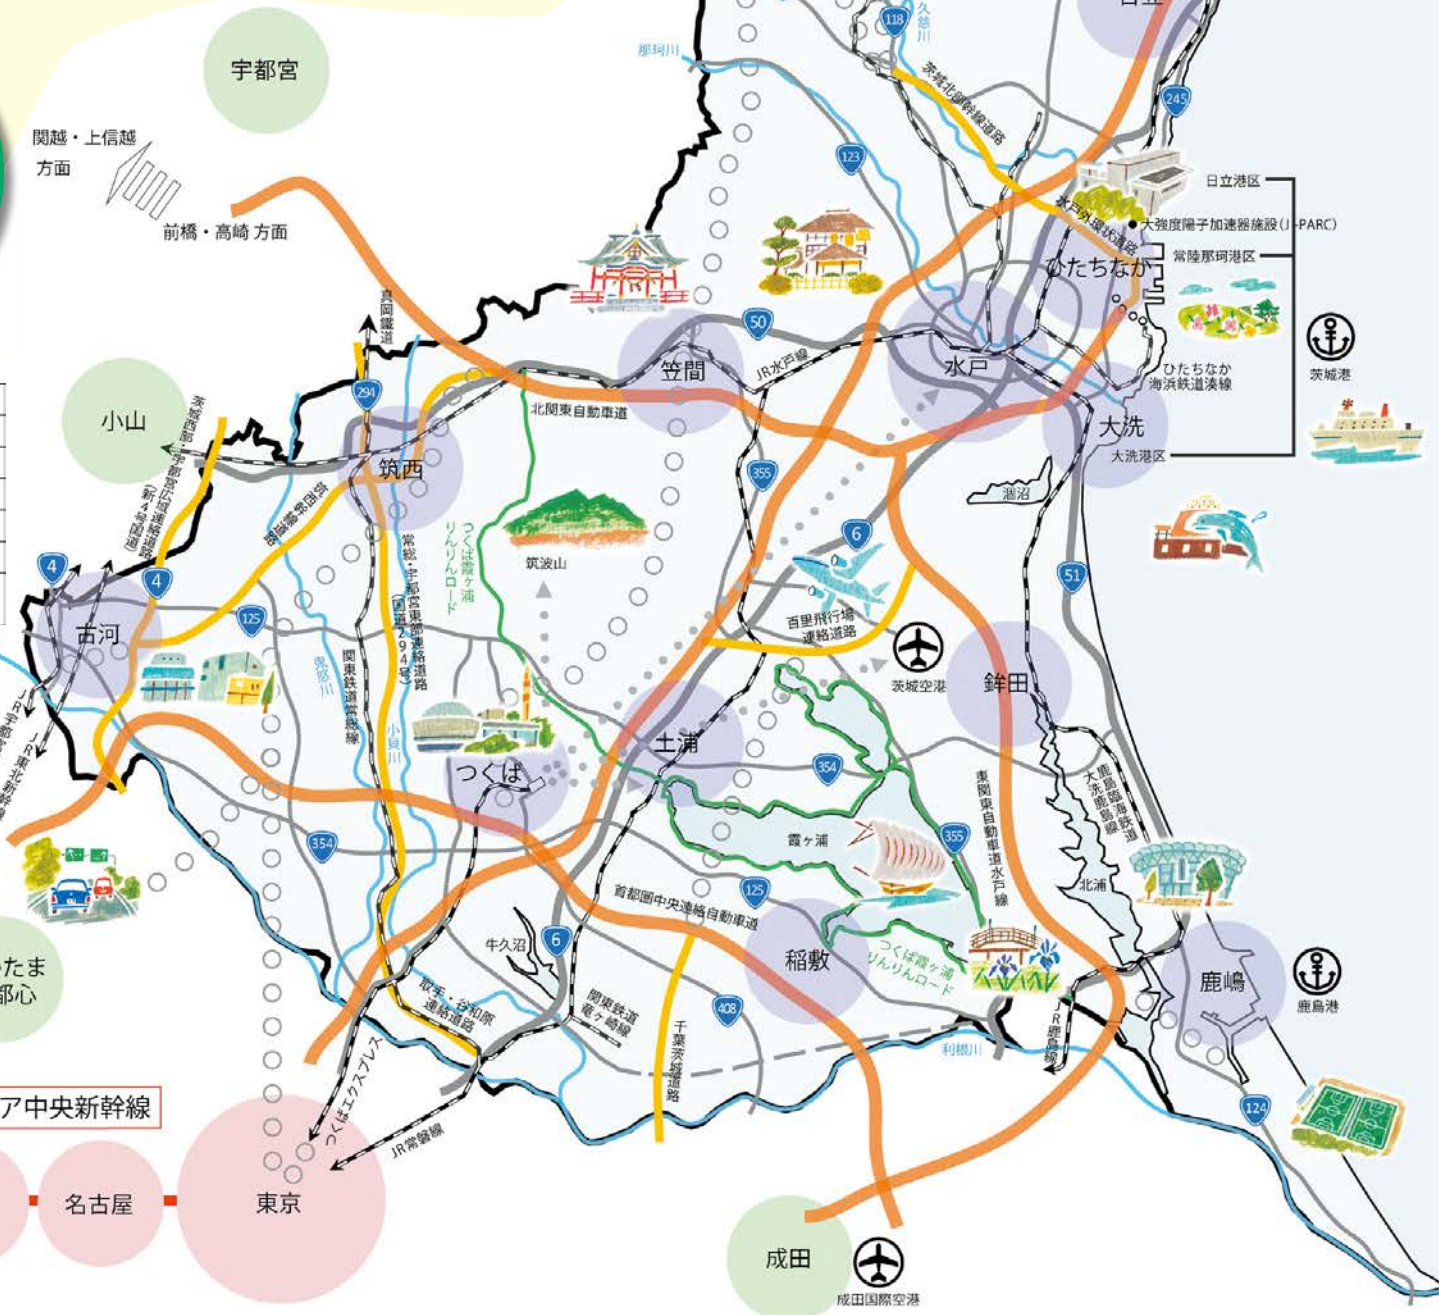 日立
118
久慈川
那珂川
宇都宮
茨城北部幹線道路
245
関越・上信越
方面
123
前橋・高崎 方面
日立港区
水戸外環状道路
大強度陽子加速器施設(J-PARC)
常陸那珂港区
ひたちなか
真岡鐵道
50
294
笠間
JR水戸線
水戸
ひたちなか
海浜鉄道湊線
茨城港
北関東自動車道
小山
茨城西部・宇都宮広域連絡道路
(新4号国道)
大洗
大洗港区
筑西
355
涸沼
筑西幹線道路
つくば霞ヶ浦
りんりんロード
常総・宇都宮東部連絡道路
(国道294号)
6
筑波山
4
4
51
125
古河
百里飛行場
連絡道路
茨城空港
鬼怒川
関東鉄道常総線
小貝川
鉾田
JR宇都宮線
JR東北新幹線
土浦
つくば
354
東関東自動車道水戸線
鹿島臨海鉄道
大洗鹿島線
354
霞ヶ浦
355
125
首都圏中央連絡自動車道
北浦
6
牛久沼
稲敷
つくば霞ヶ浦
りんりんロード
鹿嶋
鹿島港
取手・谷和原
連絡道路
関東鉄道
竜ヶ崎線
408
千葉茨城道路
利根川
JR鹿島線
つくばエクスプレス
124
ア中央新幹線
JR常磐線
名古屋
東京
成田
成田国際空港